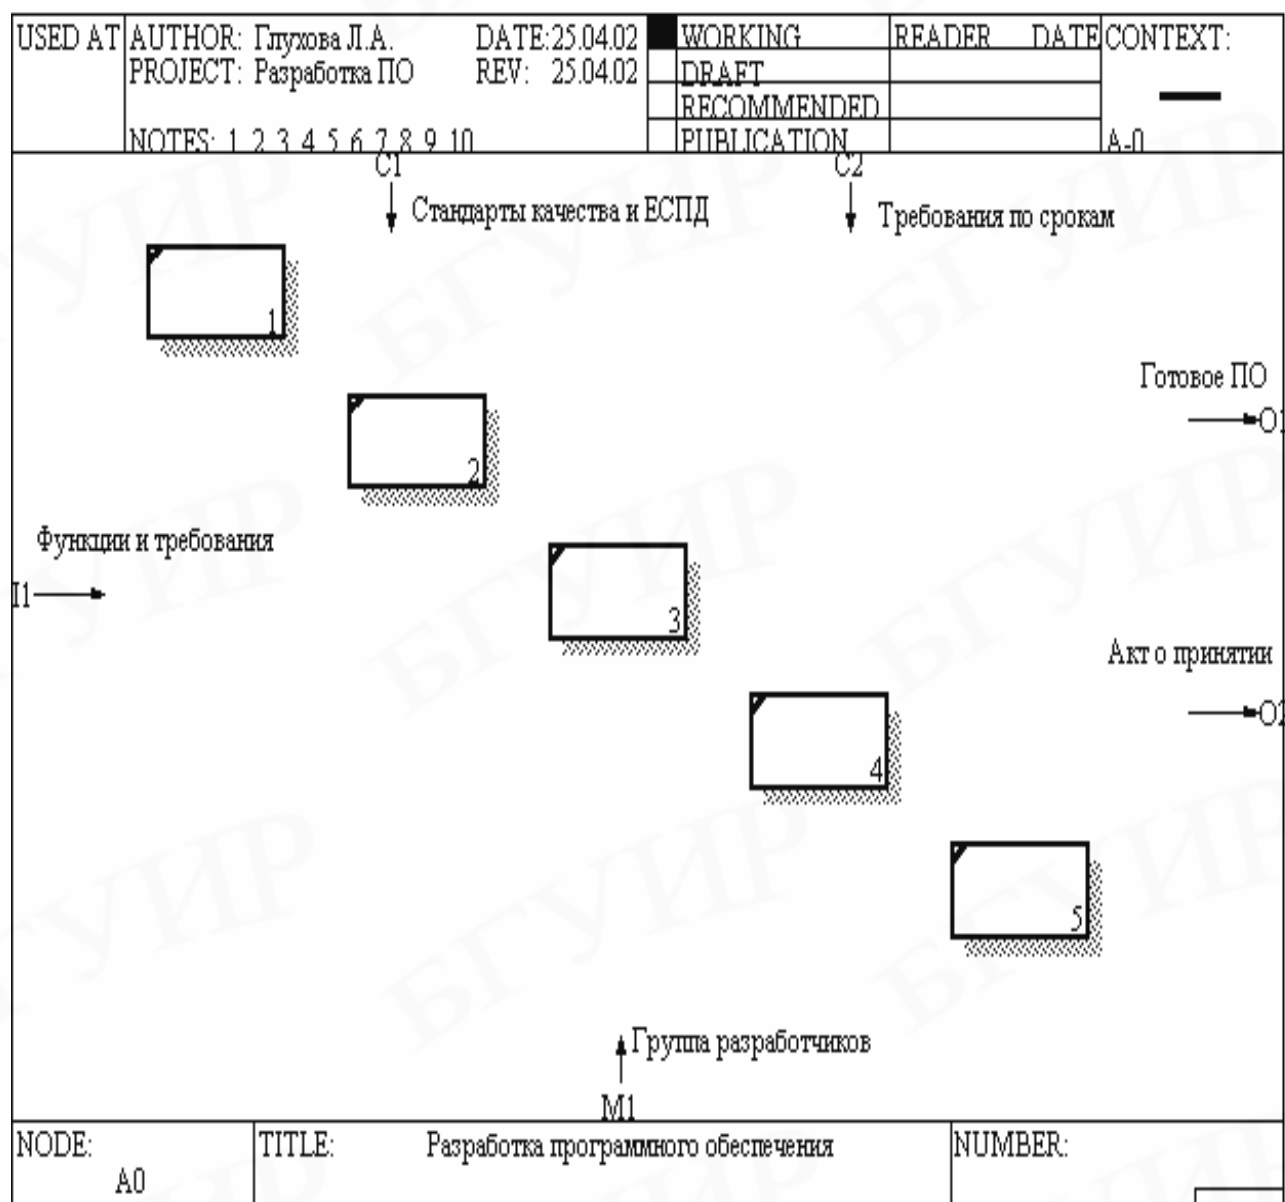 USED AT AUTHOR: Глухова Л.А. DATE:25.04.02 WORKING READER DATE CONTEXT:
PROJECT: Разработка ПО REV: 25.04.02 DRAFT
RECOMMENDED
NOTES: 1 2 3 4 5 6 7 8 9 10 PUBLICATION A-0
C1 C2
Стандарты качества и ЕСПД Требования по срокам
1
Готовое ПО
O1
2
Функции и требования
I1
3
Акт о принятии
O2
4
5
Группа разработчиков
M1
NODE: TITLE: Разработка программного обеспечения NUMBER:
A0
БГУИР